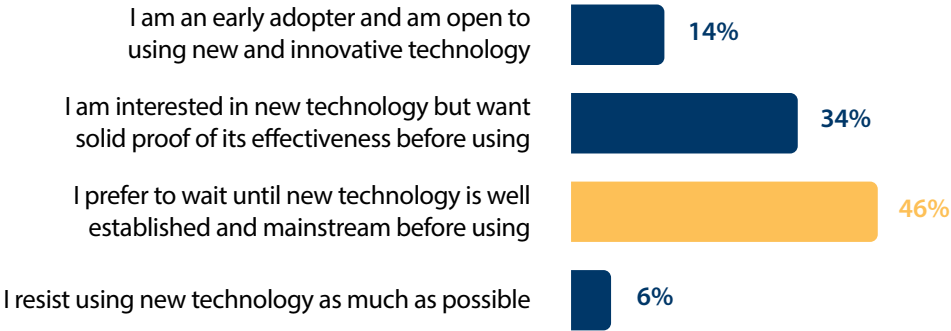 I am an early adopter and am open to
using new and innovative technology
14%
I am interested in new technology but want
solid proof of its effectiveness before using
34%
I prefer to wait until new technology is well
established and mainstream before using
46%
I resist using new technology as much as possible
6%